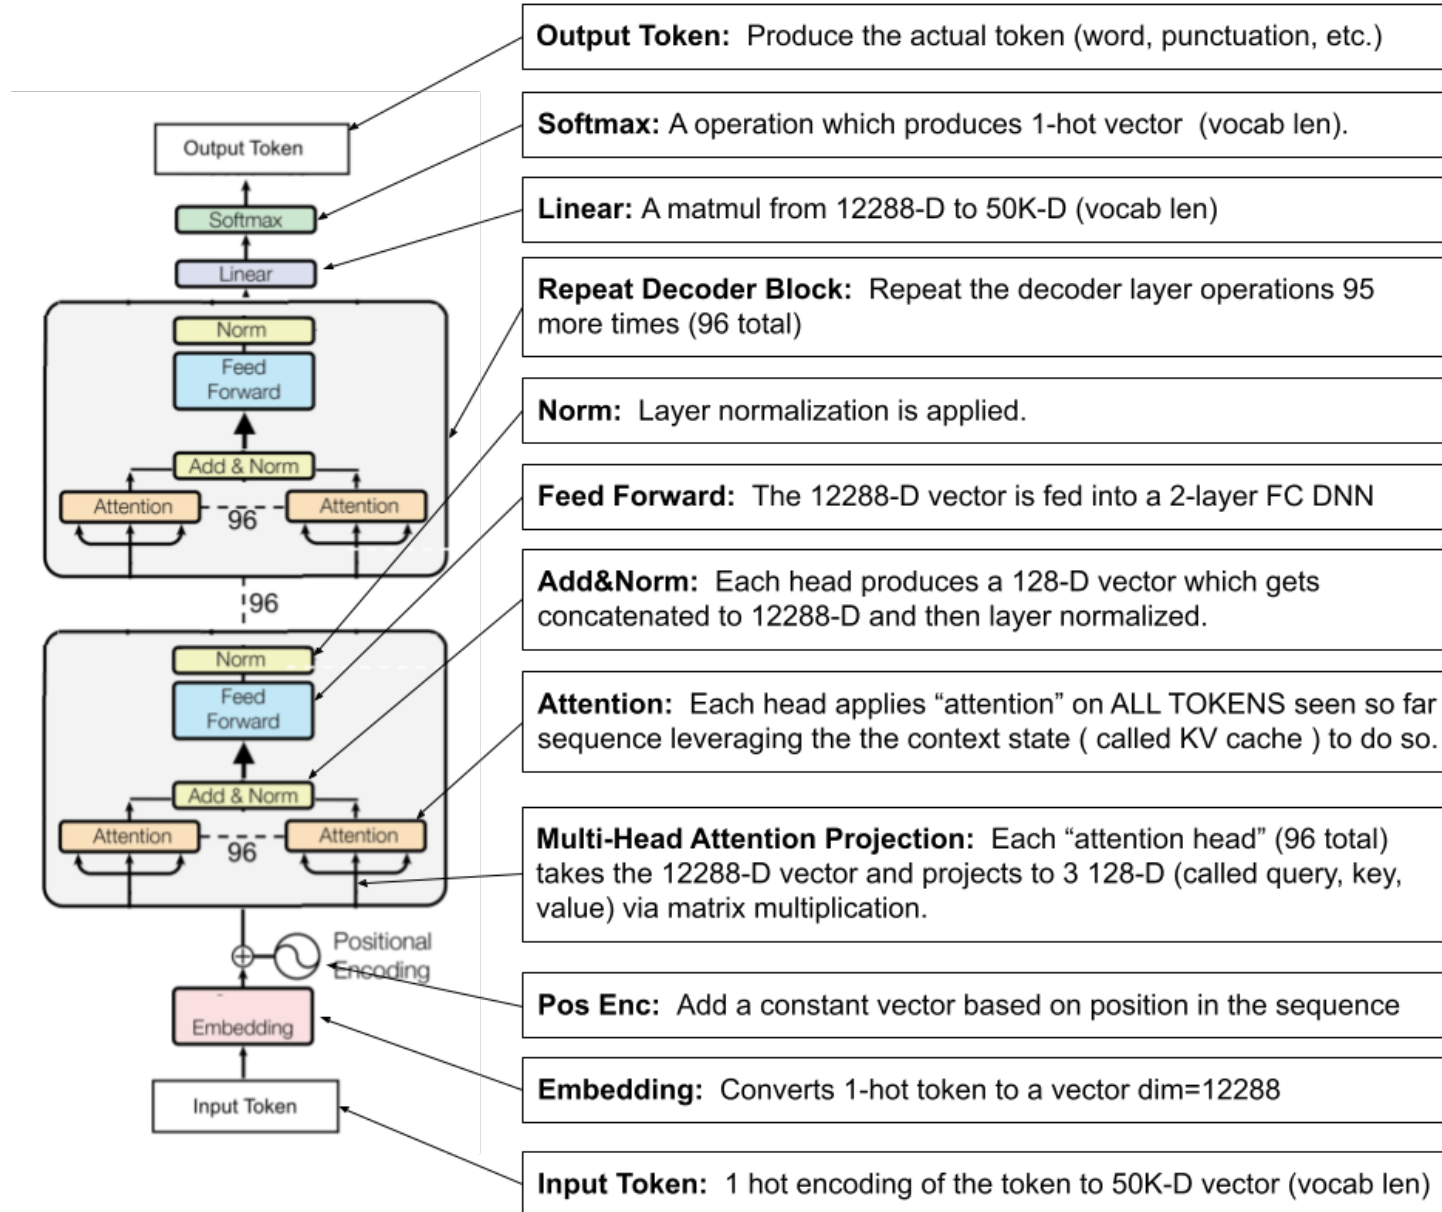 Output Token:  Produce the actual token (word, punctuation, etc.)
Softmax: A operation which produces 1-hot vector  (vocab len).
Linear: A matmul from 12288-D to 50K-D (vocab len)
Repeat Decoder Block:  Repeat the decoder layer operations 95
more times (96 total)
Norm:  Layer normalization is applied.
Feed Forward:  The 12288-D vector is fed into a 2-layer FC DNN
Add&Norm:  Each head produces a 128-D vector which gets
concatenated to 12288-D and then layer normalized.
Attention:  Each head applies “attention” on ALL TOKENS seen so far
sequence leveraging the the context state ( called KV cache ) to do so.
Multi-Head Attention Projection:  Each “attention head” (96 total)
takes the 12288-D vector and projects to 3 128-D (called query, key,
value) via matrix multiplication.
Pos Enc:  Add a constant vector based on position in the sequence
Embedding:  Converts 1-hot token to a vector dim=12288
Input Token:  1 hot encoding of the token to 50K-D vector (vocab len)
Output Token
Softmax
Linear
Norm
Feed
Forward
Add & Norm
Attention
96
Attention
96
Norm
Feed
Forward
Add & Norm
Attention
96
Attention
Positional
Encoding
Embedding
Input Token